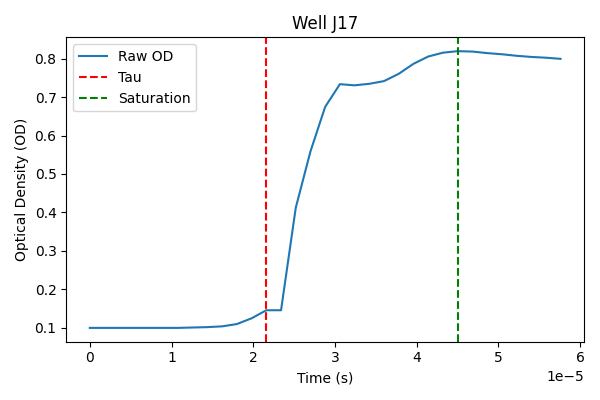 Well J17
Raw OD
Tau
Saturation
Optical Density (OD)
0.8
0.7
0.6
0.5
0.4
0.3
0.2
0.1
0 1 2 3 4 5 6
1e−5
Time (s)